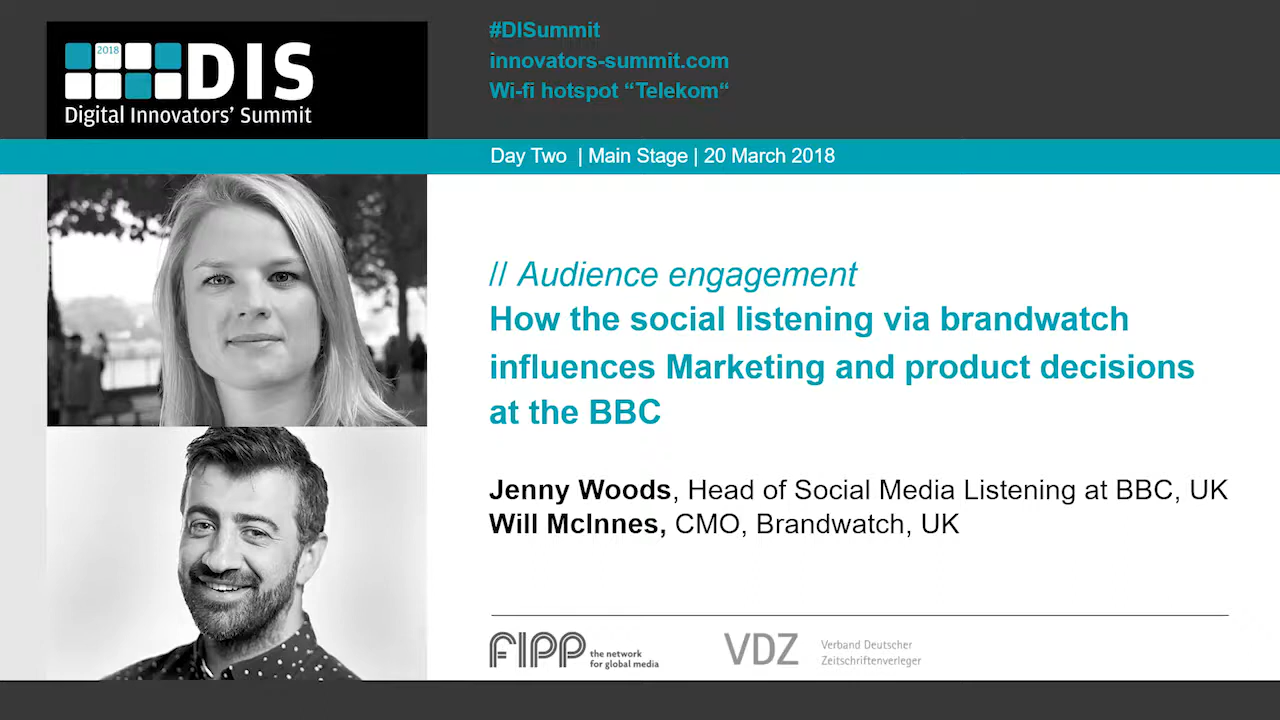 2018
DIS
Digital Innovators' Summit
#DISummit
innovators-summit.com
Wi-fi hotspot “Telekom“
Day Two | Main Stage | 20 March 2018
// Audience engagement
How the social listening via brandwatch
influences Marketing and product decisions
at the BBC
Jenny Woods, Head of Social Media Listening at BBC, UK
Will McInnes, CMO, Brandwatch, UK
FIPP the network
for global media
VDZ Verband Deutscher
Zeitschriftenverleger